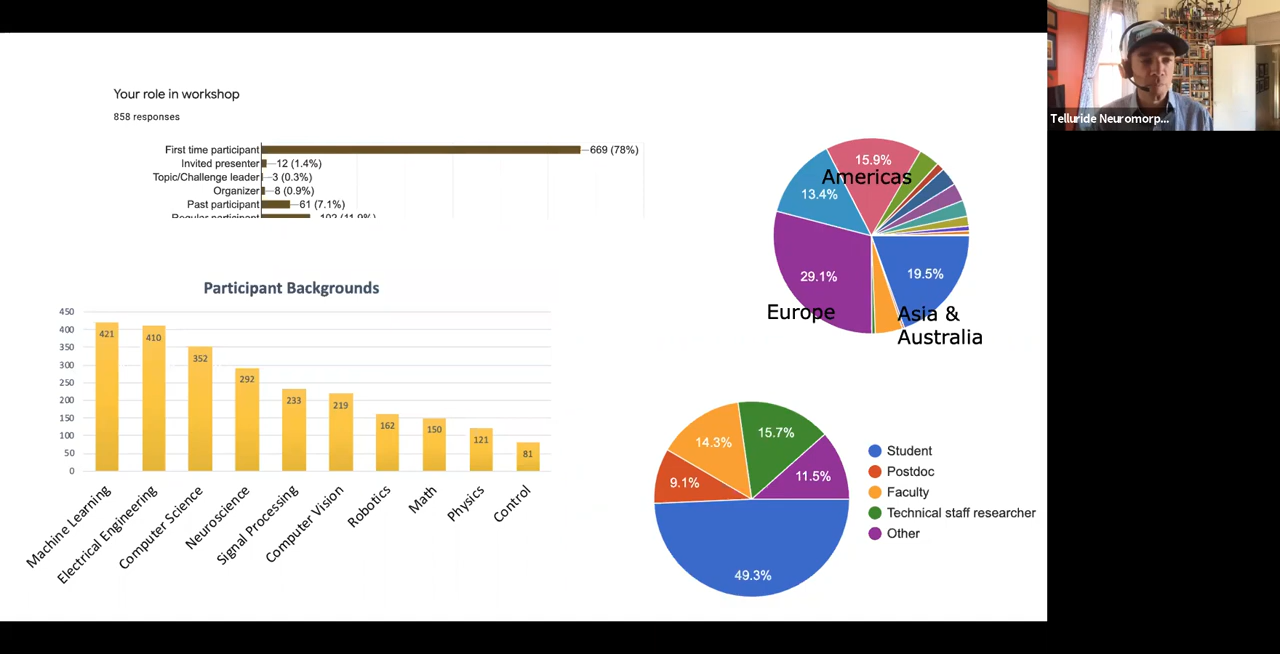 Your role in workshop
858 responses
First time participant
669 (78%)
Invited presenter
12 (1.4%)
Topic/Challenge leader
3 (0.3%)
Organizer
8 (0.9%)
Past participant
61 (7.1%)
Regular participant
102 (11.9%)
Telluride Neuromorp...
15.9%
Americas
13.4%
29.1%
19.5%
Europe
Asia &
Australia
Participant Backgrounds
450
400
350
300
250
200
150
100
50
0
421
410
352
292
233
219
162
150
121
81
Machine Learning
Electrical Engineering
Computer Science
Neuroscience
Signal Processing
Computer Vision
Robotics
Math
Physics
Control
15.7%
14.3%
11.5%
9.1%
49.3%
Student
Postdoc
Faculty
Technical staff researcher
Other